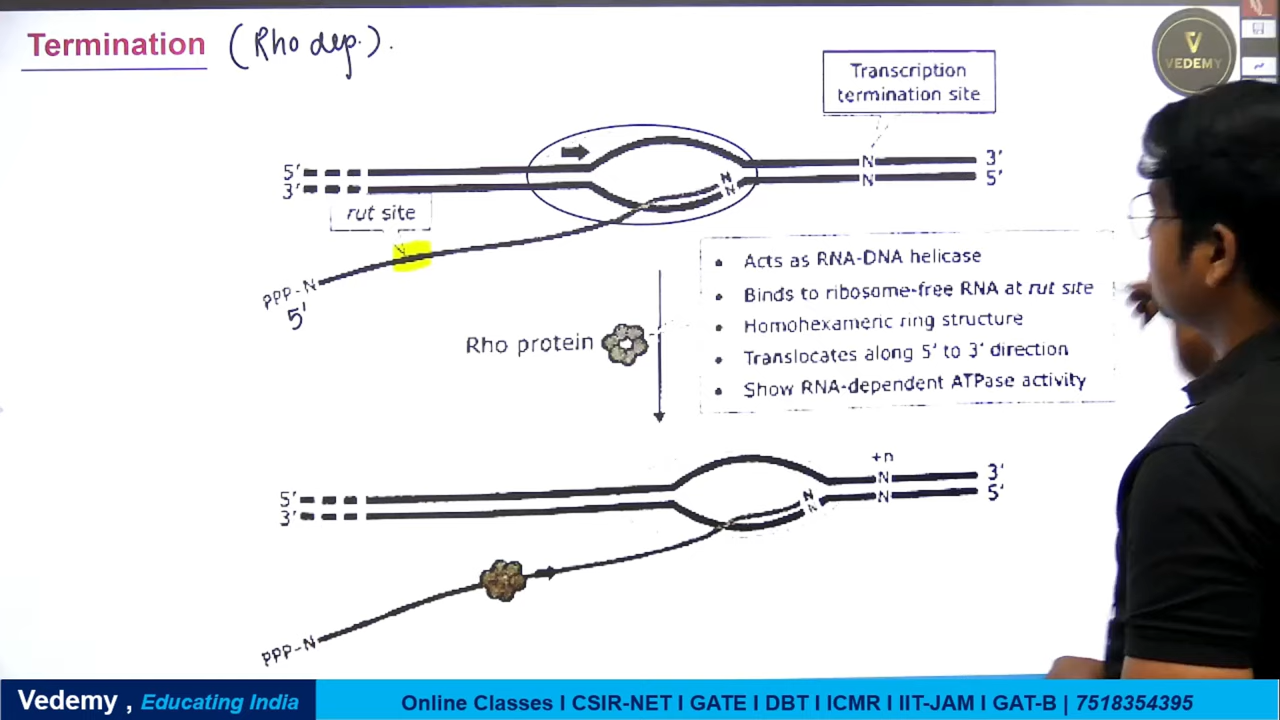 Termination (Rho dep.).
VEDEMY
Transcription
termination site
5' 3'
3' 5'
N
N
N
N
rut site
PPP-N
5'
Rho protein
• Acts as RNA-DNA helicase
• Binds to ribosome-free RNA at rut site
• Homohexameric ring structure
• Translocates along 5' to 3' direction
• Show RNA-dependent ATPase activity
+n
5' N 3'
3' N 5'
N
N
PPP-N
Vedemy , Educating India
Online Classes I CSIR-NET I GATE I DBT I ICMR I IIT-JAM I GAT-B | 7518354395